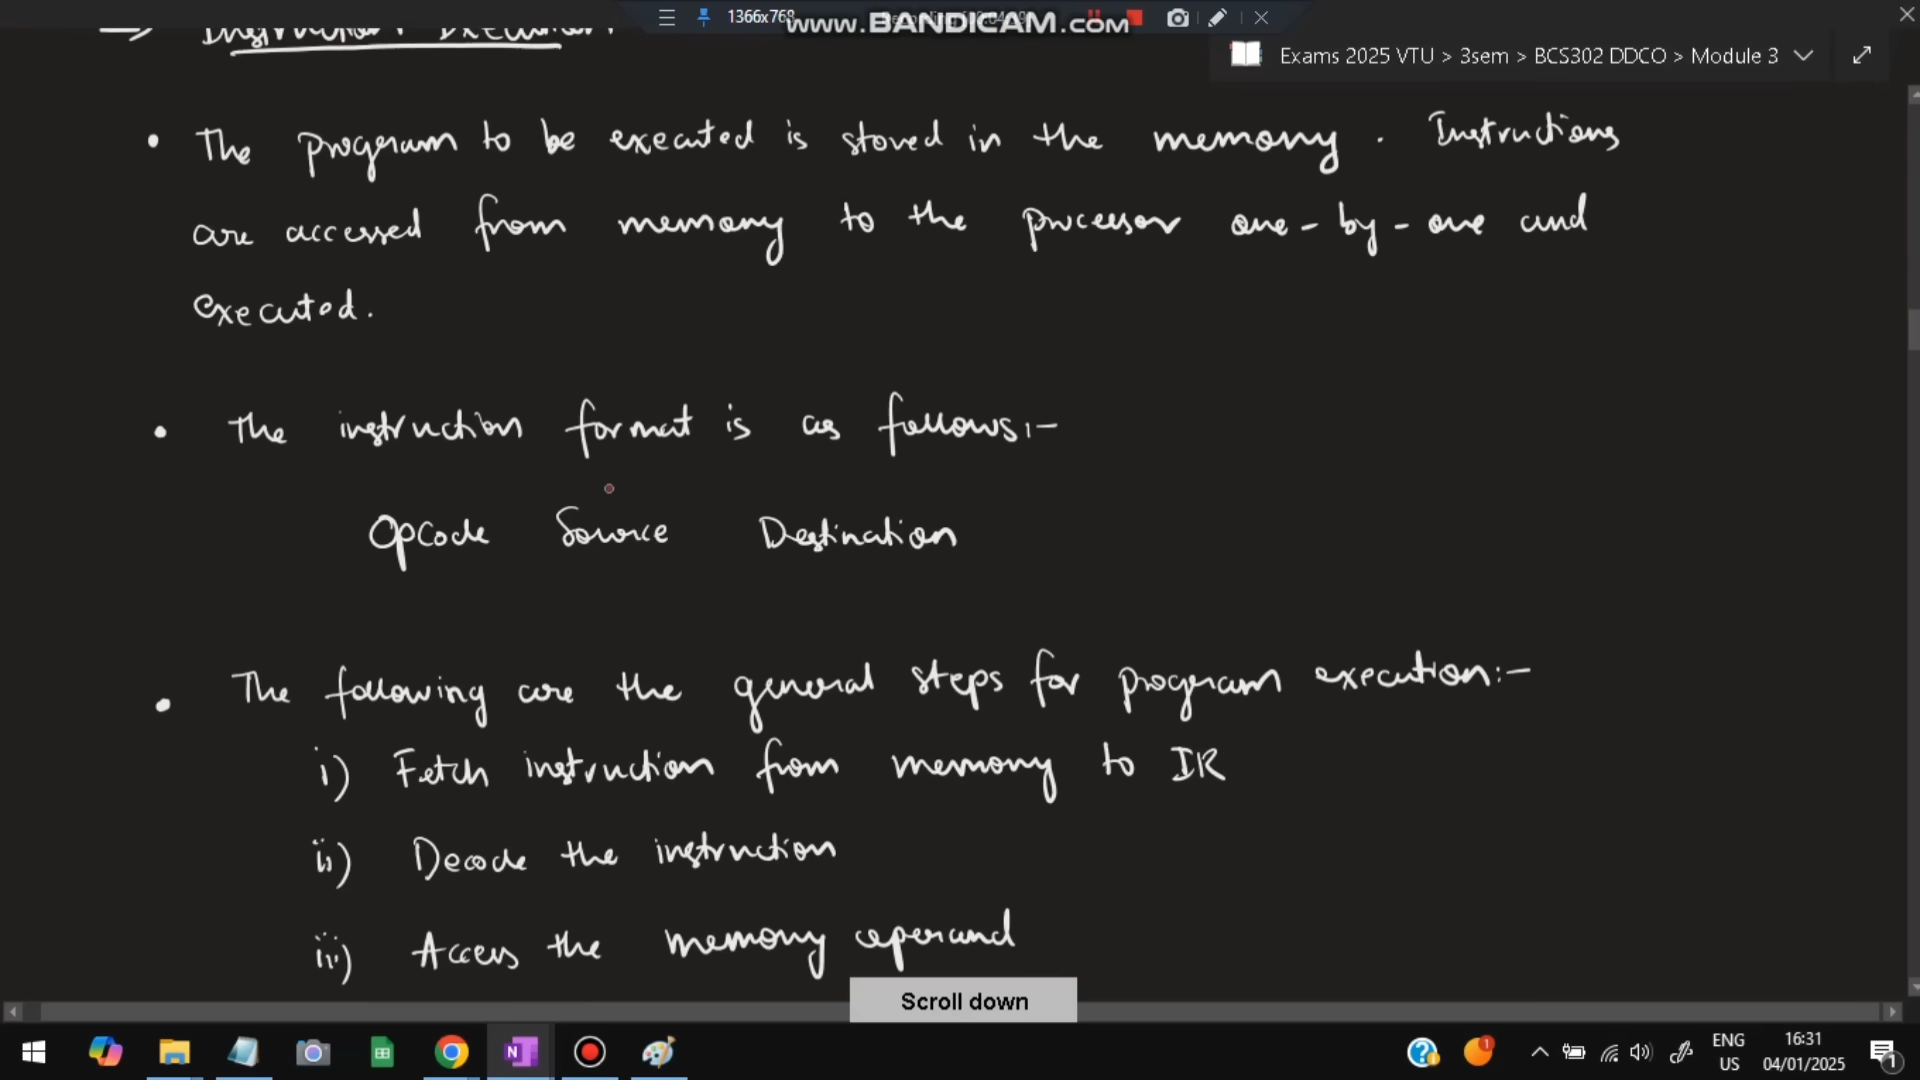 1366x768
www.BANDICAM.com
Instruction Execution:
Exams 2025 VTU > 3sem > BCS302 DDCO > Module 3
• The program to be executed is stored in the memory. Instructions
are accessed from memory to the processor one-by-one and
executed.
• The instruction format is as follows:-
Opcode Source Destination
• The following are the general steps for program execution:-
i) Fetch instruction from memory to IR
ii) Decode the instruction
iii) Access the memory operand
Scroll down
ENG
US
16:31
04/01/2025
1
1